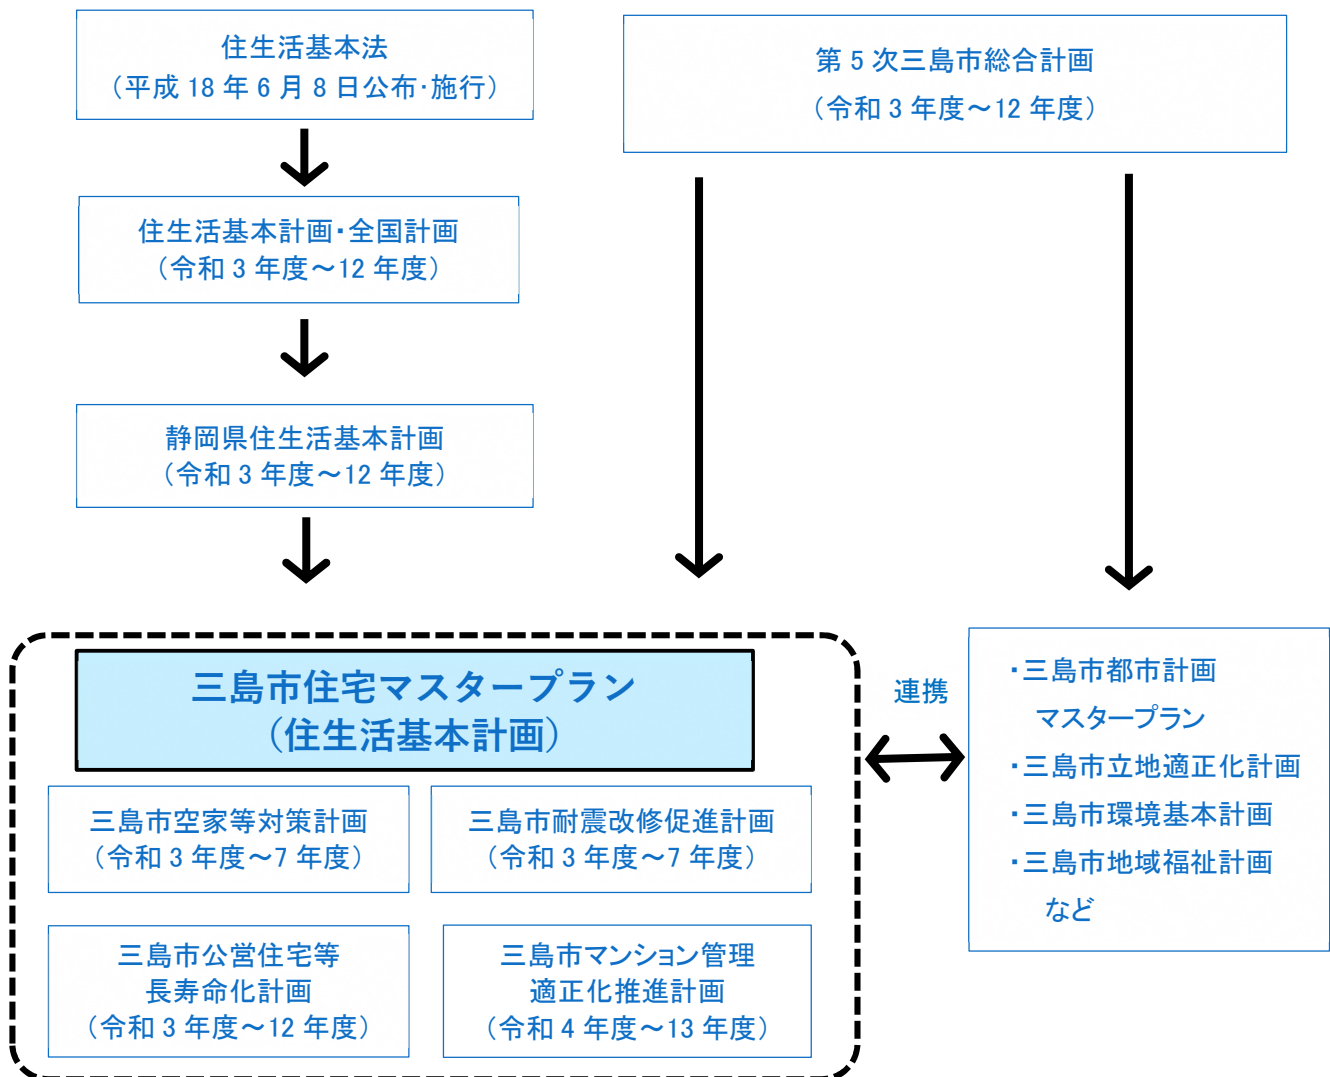 住生活基本法
（平成 18 年 6 月 8 日公布･施行）
第 5 次三島市総合計画
（令和 3 年度～12 年度）
住生活基本計画･全国計画
（令和 3 年度～12 年度）
静岡県住生活基本計画
（令和 3 年度～12 年度）
三島市住宅マスタープラン
（住生活基本計画）
三島市空家等対策計画
（令和 3 年度～7 年度）
三島市耐震改修促進計画
（令和 3 年度～7 年度）
三島市公営住宅等
長寿命化計画
（令和 3 年度～12 年度）
三島市マンション管理
適正化推進計画
（令和 4 年度～13 年度）
連携
･三島市都市計画
マスタープラン
･三島市立地適正化計画
･三島市環境基本計画
･三島市地域福祉計画
など